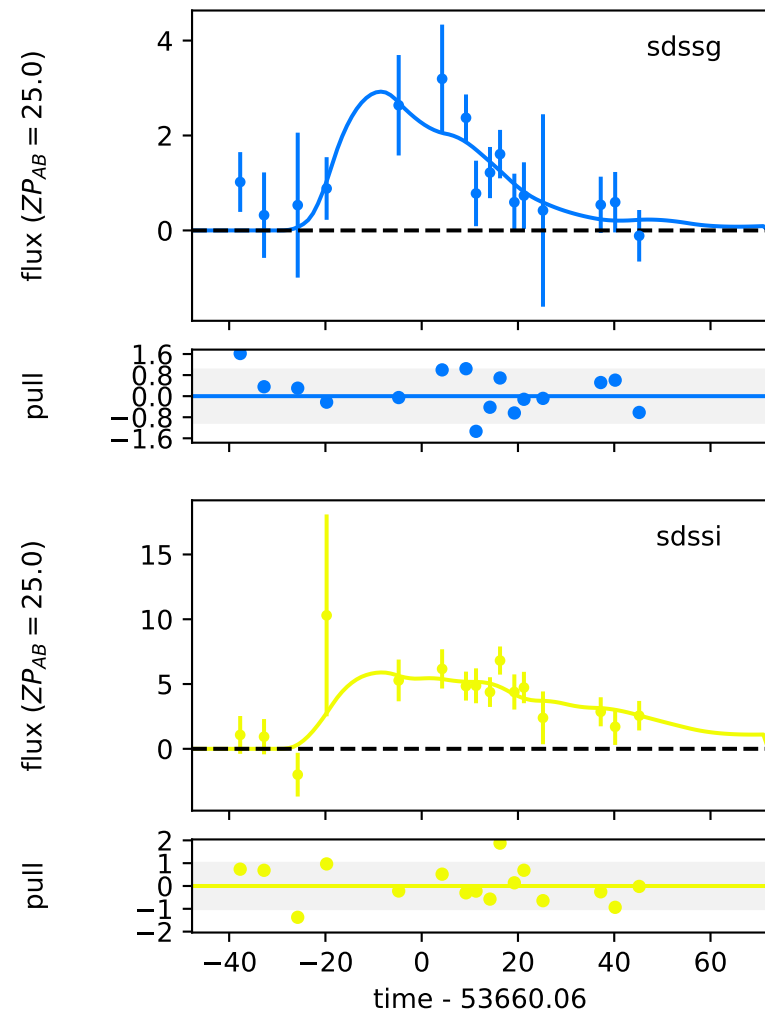 sdssg
flux (ZP_AB = 25.0)
4
2
0
pull
1.6
0.8
0.0
−0.8
−1.6
sdssi
flux (ZP_AB = 25.0)
15
10
5
0
pull
2
1
0
−1
−2
−40 −20 0 20 40 60
time - 53660.06